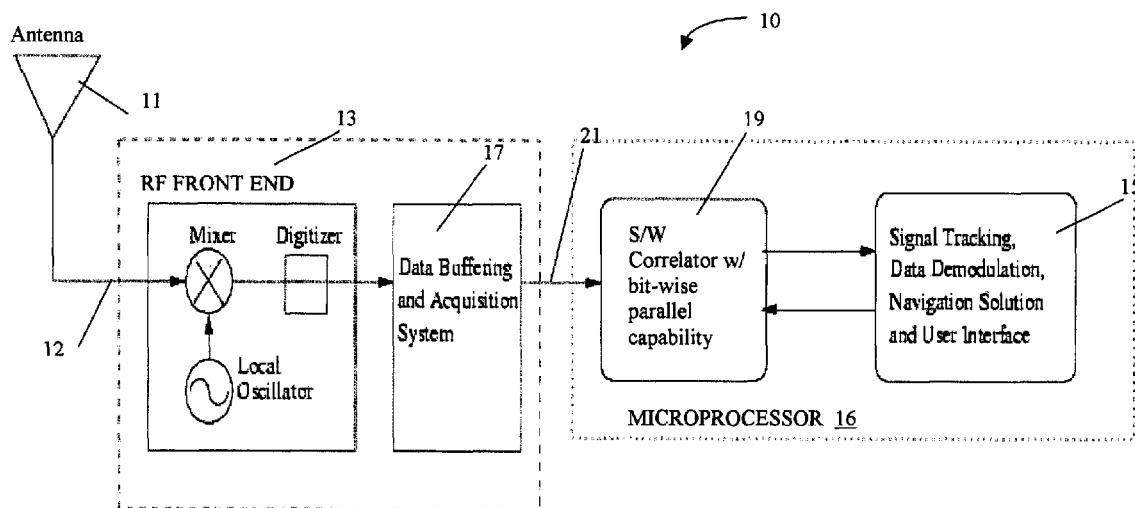 10
Antenna
11
13
19
21
17
15
RF FRONT END
Mixer
Digitizer
S/W
Correlator w/
bit-wise
parallel
capability
Signal Tracking,
Data Demodulation,
Navigation Solution
and User Interface
Data Buffering
and Acquisition
System
12
Local
Oscillator
MICROPROCESSOR 16